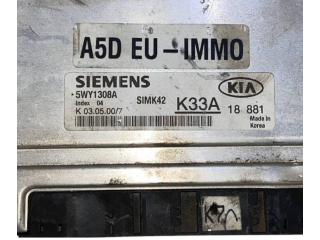 A5D EU-IMMO
SIEMENS
KIA
5WY1308A
Index 04
SIMK42
K33A
18 881
K 03.05.00/7
Made in
Korea